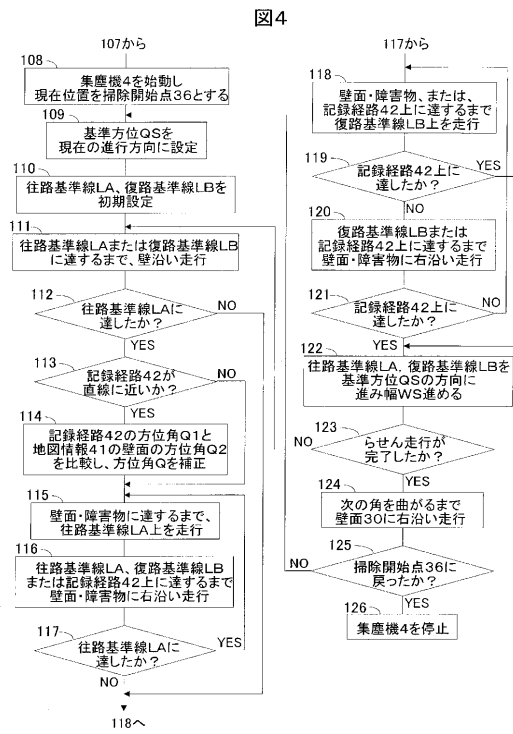 図4
107から
108
集塵機4を始動し
現在位置を掃除開始点36とする
109
基準方位QSを
現在の進行方向に設定
110
往路基準線LA、復路基準線LBを
初期設定
111
往路基準線LAまたは復路基準線LB
に達するまで、壁沿い走行
112
往路基準線LAに
達したか?
NO
YES
113
記録経路42が
直線に近いか?
NO
YES
114
記録経路42の方位角Q1と
地図情報41の壁面の方位角Q2
を比較し、方位角Qを補正
115
壁面・障害物に達するまで、
往路基準線LA上を走行
116
往路基準線LA、復路基準線LB
または記録経路42上に達するまで
壁面・障害物に右沿い走行
117
往路基準線LAに
達したか?
YES
NO
118へ
117から
118
壁面・障害物、または、
記録経路42上に達するまで
復路基準線LB上を走行
119
記録経路42上に
達したか?
YES
NO
120
復路基準線LBまたは
記録経路42上に達するまで
壁面・障害物に右沿い走行
121
記録経路42上に
達したか?
NO
YES
122
往路基準線LA,復路基準線LBを
基準方位QSの方向に
進み幅WS進める
123
らせん走行が
完了したか?
NO
YES
124
次の角を曲がるまで
壁面30に右沿い走行
125
掃除開始点36に
戻ったか?
NO
YES
126
集塵機4を停止